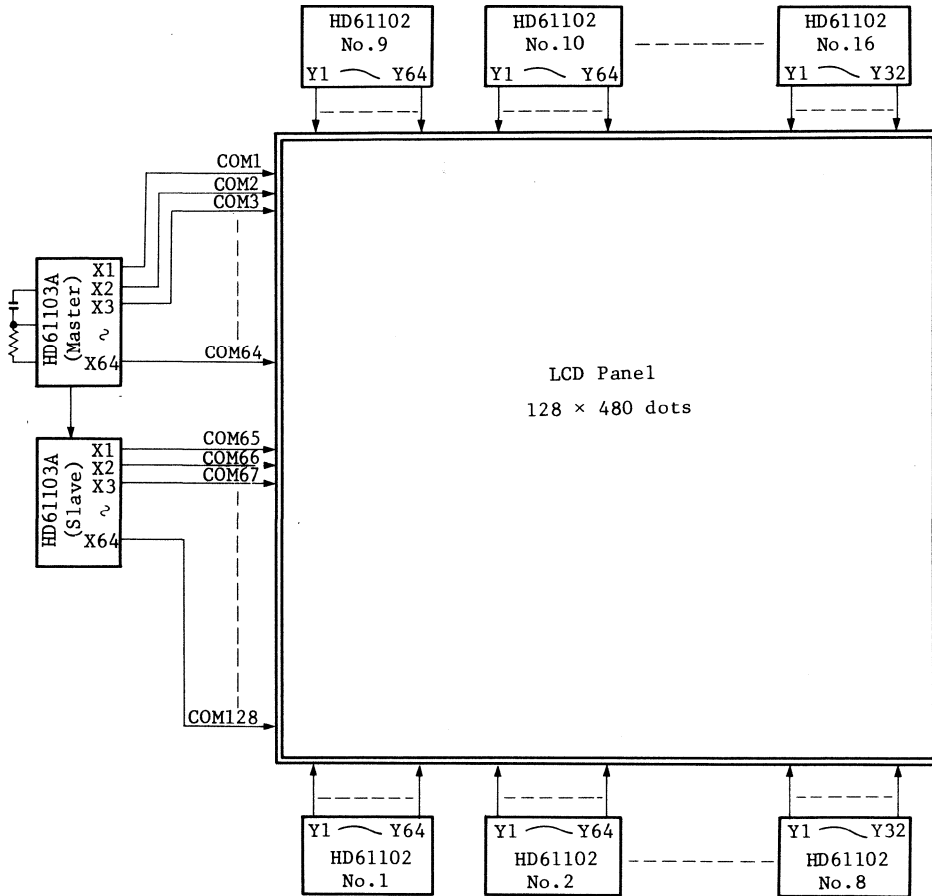 HD61102
No.9
Y1 ⁓ Y64
HD61102
No.10
Y1 ⁓ Y64
HD61102
No.16
Y1 ⁓ Y32
COM1
COM2
COM3
COM64
HD61103A
(Master)
X1
X2
X3
~
X64
LCD Panel
128 × 480 dots
COM65
COM66
COM67
COM128
HD61103A
(Slave)
X1
X2
X3
~
X64
Y1 ⁓ Y64
HD61102
No.1
Y1 ⁓ Y64
HD61102
No.2
Y1 ⁓ Y32
HD61102
No.8